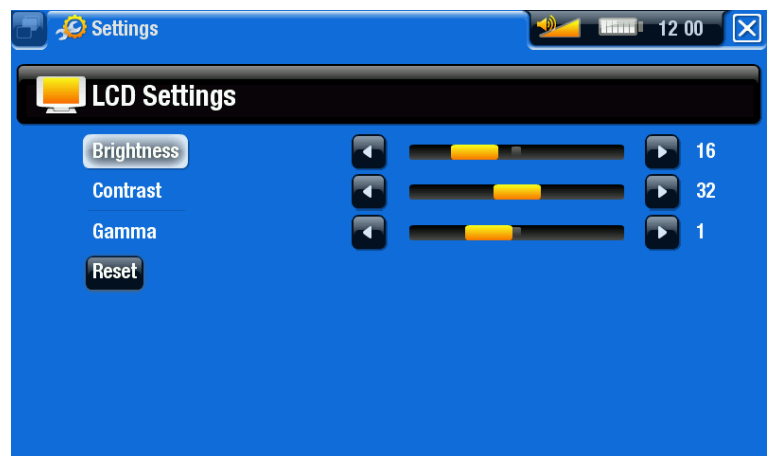 Settings 12 00
LCD Settings
Brightness 16
Contrast 32
Gamma 1
Reset